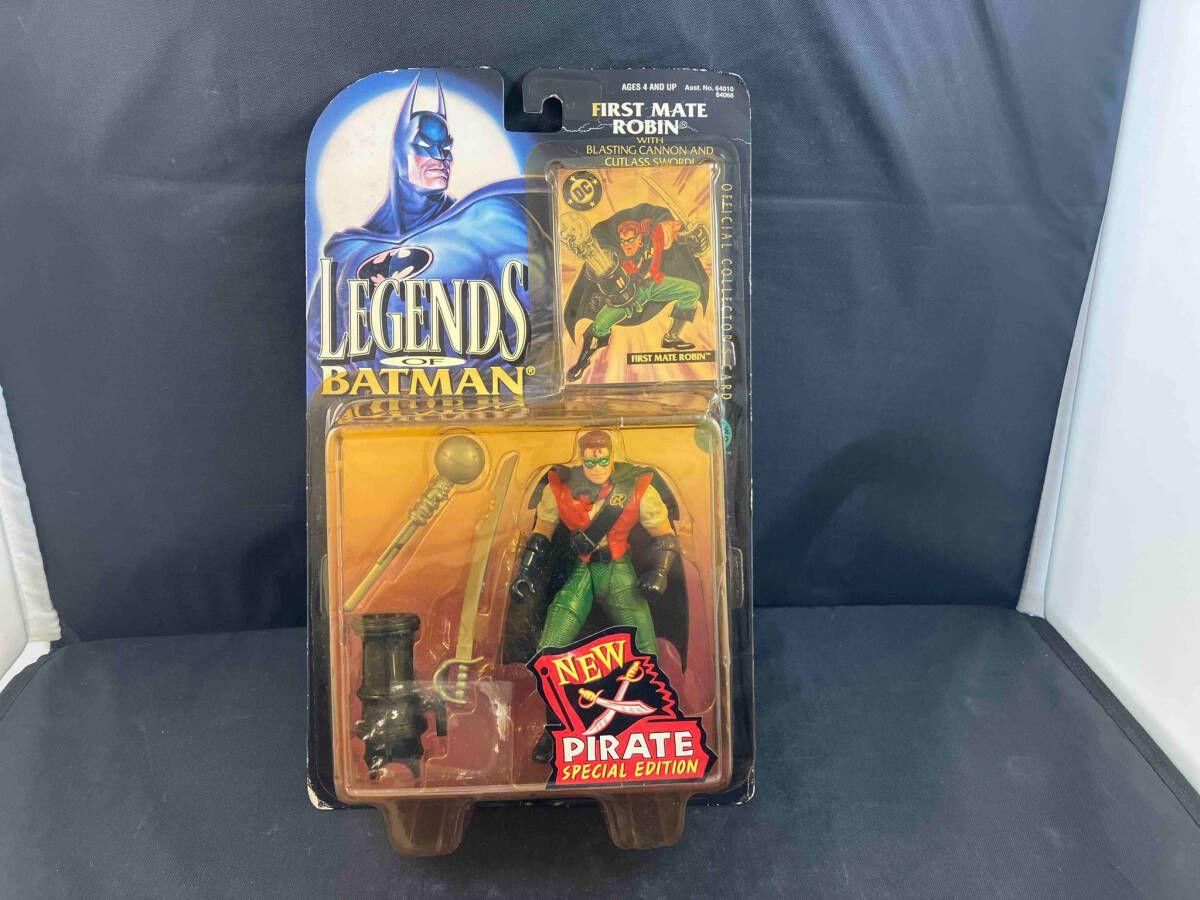 AGES 4 AND UP Asst. No. 64010
64068
FIRST MATE
ROBIN®
WITH
BLASTING CANNON AND
CUTLASS SWORD!
DC
OFFICIAL COLLECTOR CARD
LEGENDS
OF
BATMAN®
FIRST MATE ROBIN™
R
NEW
PIRATE
SPECIAL EDITION